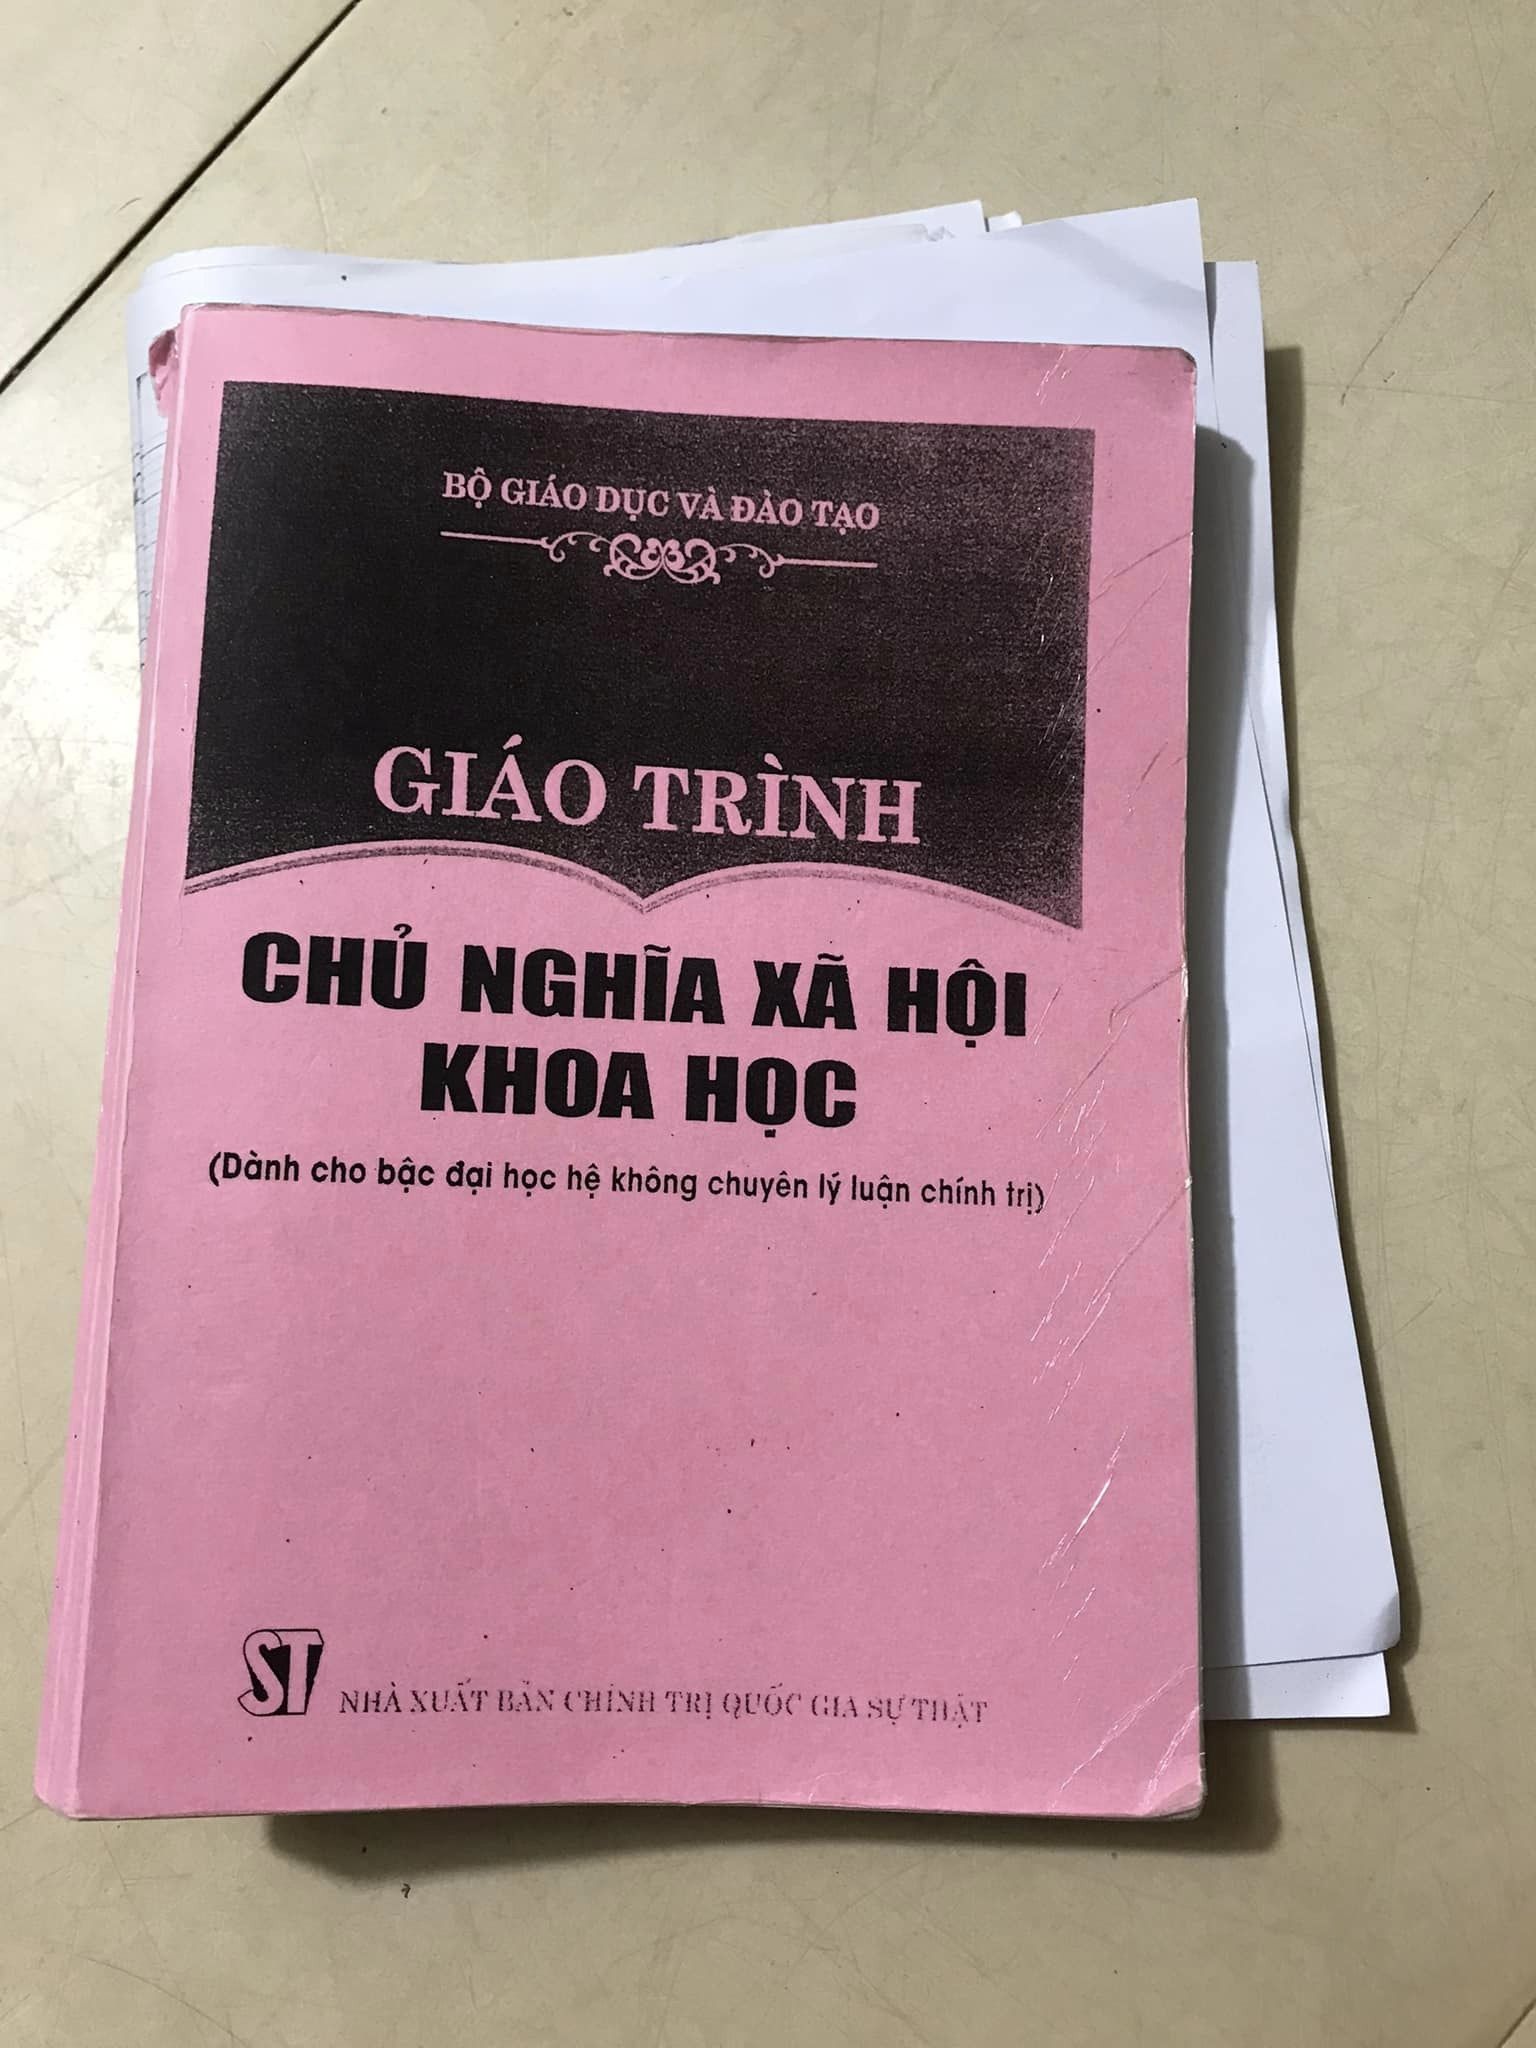 BỘ GIÁO DỤC VÀ ĐÀO TẠO
GIÁO TRÌNH
CHỦ NGHĨA XÃ HỘI
KHOA HỌC
(Dành cho bậc đại học hệ không chuyên lý luận chính trị)
ST NHÀ XUẤT BẢN CHÍNH TRỊ QUỐC GIA SỰ THẬT